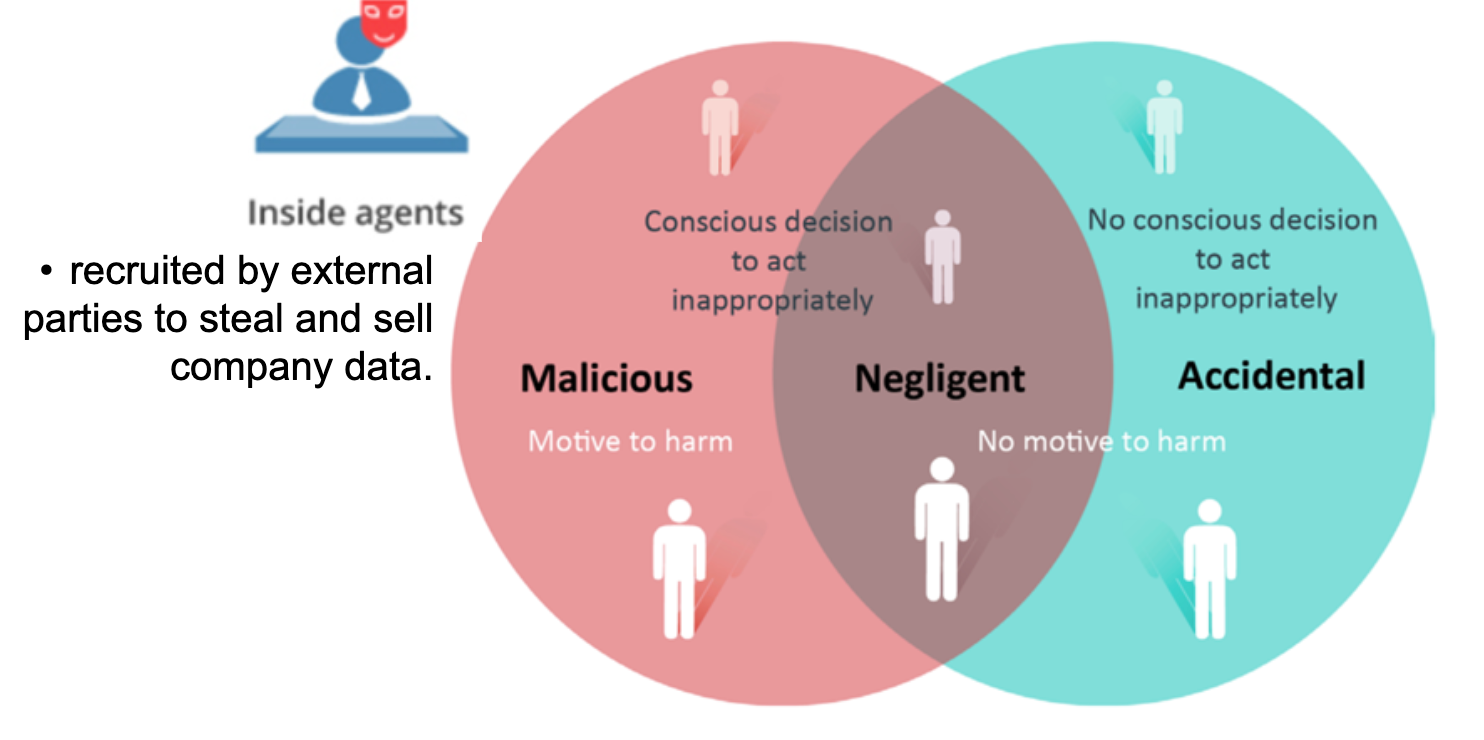 Inside agents
• recruited by external
parties to steal and sell
company data.
Conscious decision
to act
inappropriately
No conscious decision
to act
inappropriately
Malicious
Negligent
Accidental
Motive to harm
No motive to harm